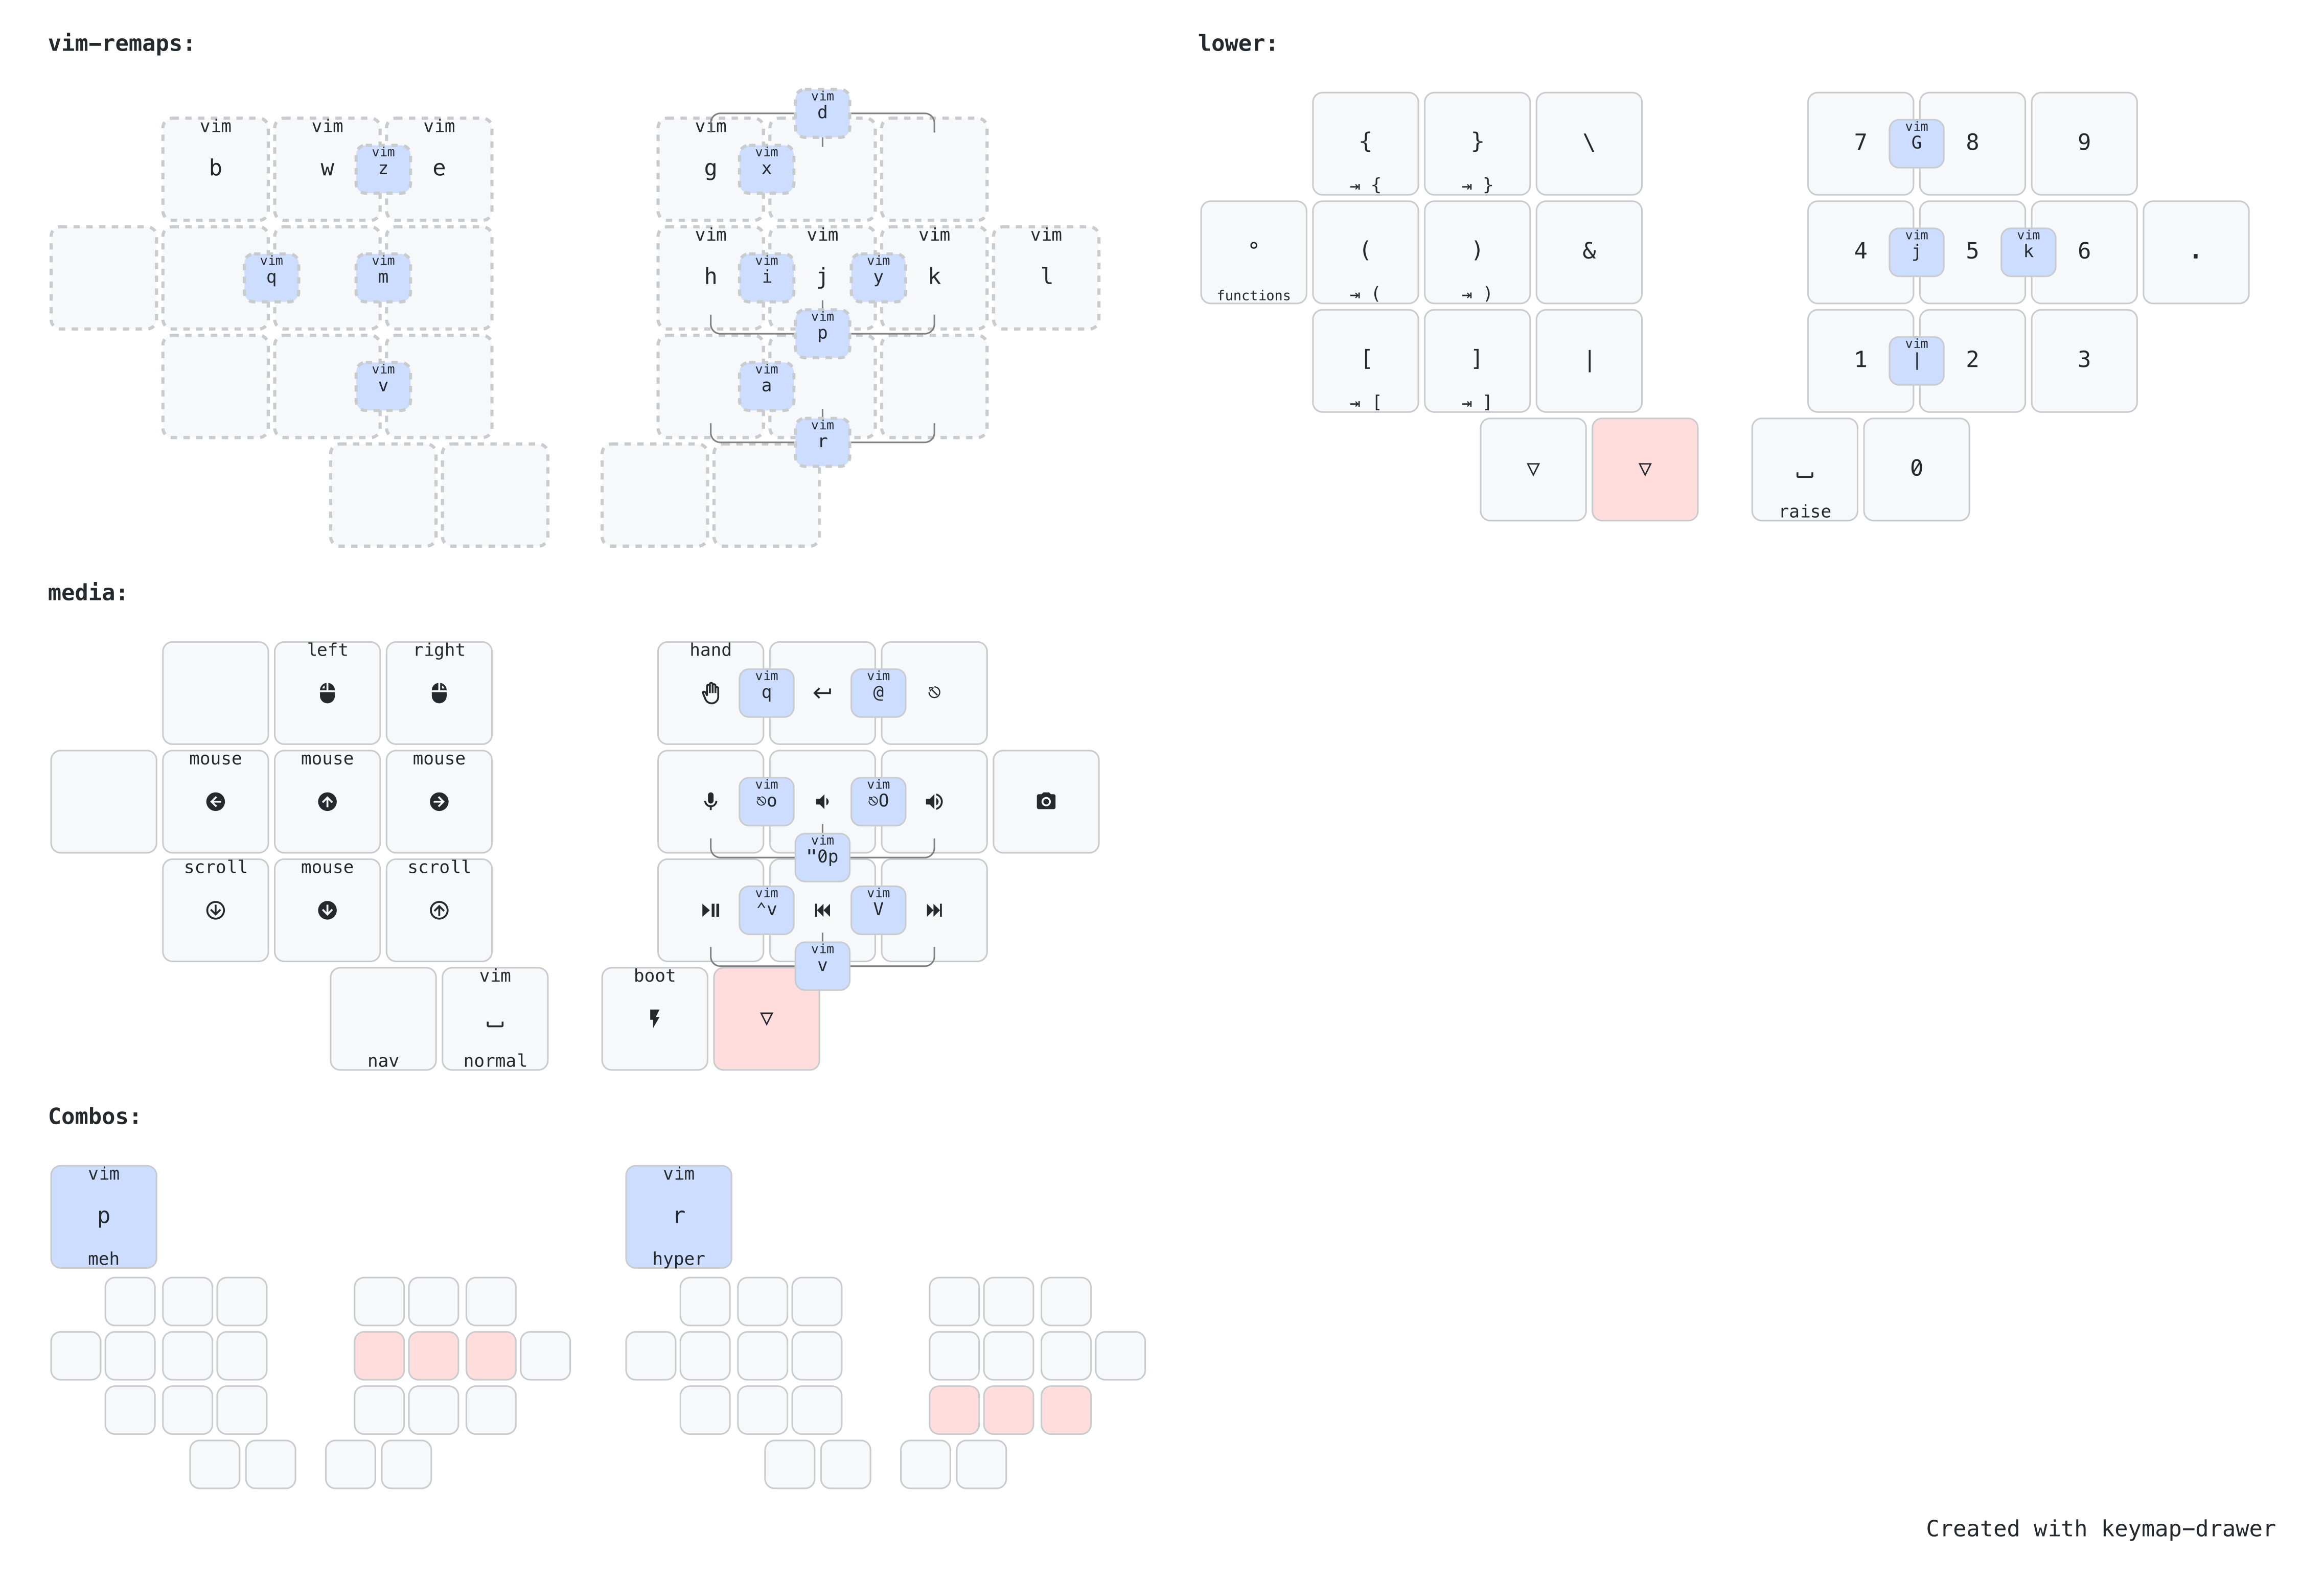 vim-remaps:
vim d
vim b
vim w
vim z
vim e
vim g
vim x
vim q
vim m
vim h
vim i
vim j
vim y
vim k
vim l
vim p
vim v
vim a
vim r
lower:
{ ⇥ {
} ⇥ }
\
7
vim G
8
9
° functions
( ⇥ (
) ⇥ )
&
4
vim j
5
vim k
6
.
[ ⇥ [
] ⇥ ]
|
1
vim |
2
3
▽
▽
⎵ raise
0
media:
left
right
hand
vim q
↵
vim @
⎋
mouse
mouse
mouse
vim ⎋o
vim ⎋O
vim "0p
scroll
mouse
scroll
vim ^v
vim V
vim v
nav
vim ⎵ normal
boot
▽
Combos:
vim p meh
vim r hyper
Created with keymap-drawer